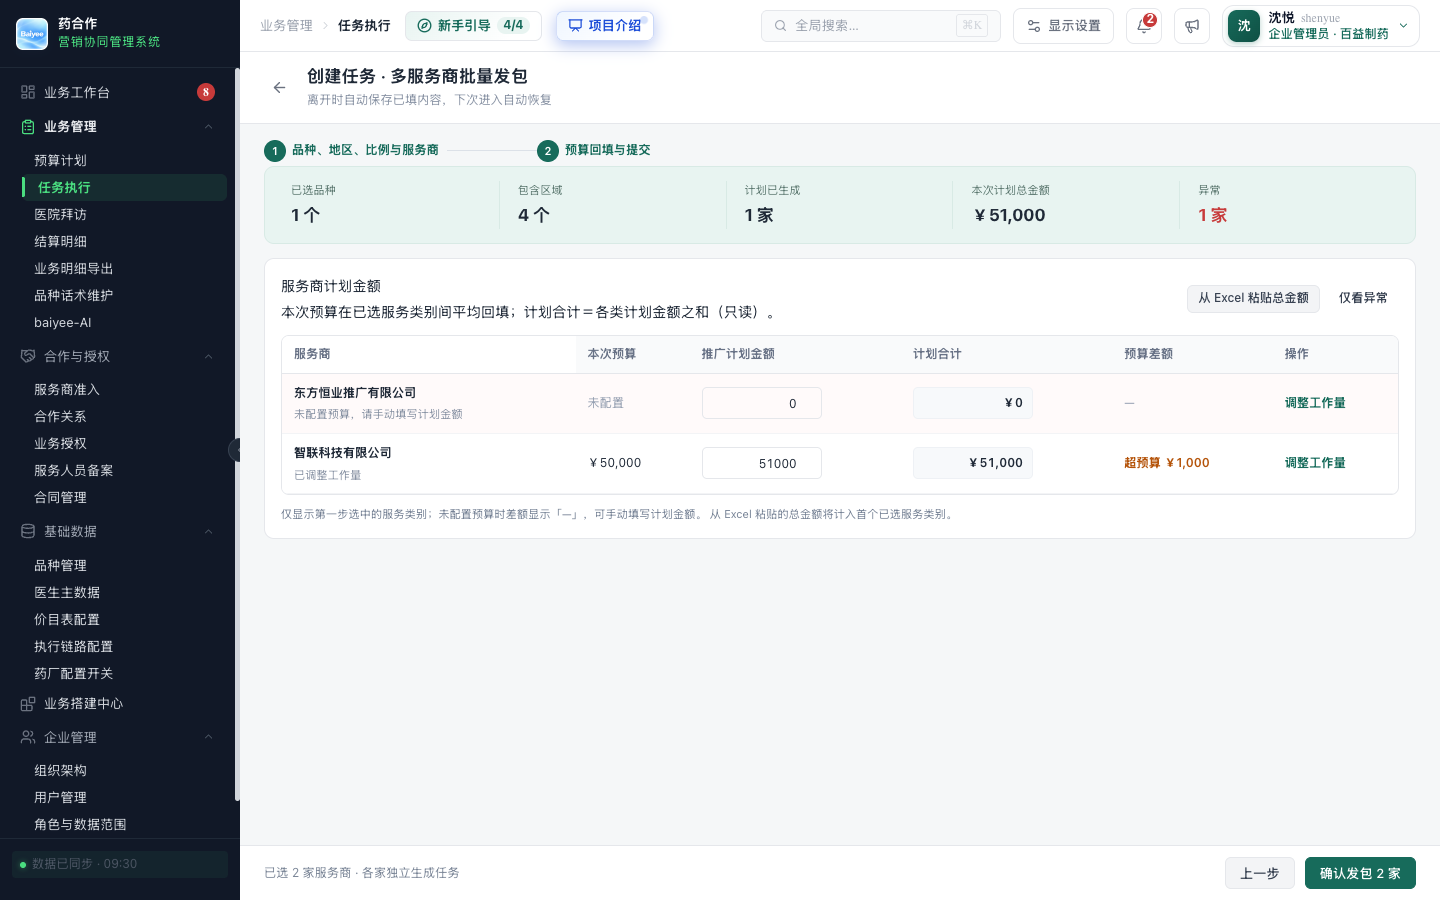 Baiyee
药合作
营销协同管理系统
业务工作台
8
业务管理
预算计划
任务执行
医院拜访
结算明细
业务明细导出
品种话术维护
baiyee-AI
合作与授权
服务商准入
合作关系
业务授权
服务人员备案
合同管理
基础数据
品种管理
医生主数据
价目表配置
执行链路配置
药厂配置开关
业务搭建中心
企业管理
组织架构
用户管理
角色与数据范围
数据已同步 · 09:30
业务管理
任务执行
新手引导 4/4
项目介绍
全局搜索... ⌘K
显示设置
2
沈
沈悦 shenyue
企业管理员 · 百益制药
创建任务 · 多服务商批量发包
离开时自动保存已填内容，下次进入自动恢复
1 品种、地区、比例与服务商
2 预算回填与提交
已选品种
1 个
包含区域
4 个
计划已生成
1 家
本次计划总金额
¥ 51,000
异常
1 家
服务商计划金额
本次预算在已选服务类别间平均回填；计划合计＝各类计划金额之和（只读）。
从 Excel 粘贴总金额
仅看异常
服务商 本次预算 推广计划金额 计划合计 预算差额 操作
东方恒业推广有限公司
未配置预算，请手动填写计划金额
未配置 0 ¥ 0 — 调整工作量
智联科技有限公司
已调整工作量
¥ 50,000 51000 ¥ 51,000 超预算 ¥ 1,000 调整工作量
仅显示第一步选中的服务类别；未配置预算时差额显示「—」，可手动填写计划金额。 从 Excel 粘贴的总金额将计入首个已选服务类别。
已选 2 家服务商 · 各家独立生成任务
上一步
确认发包 2 家